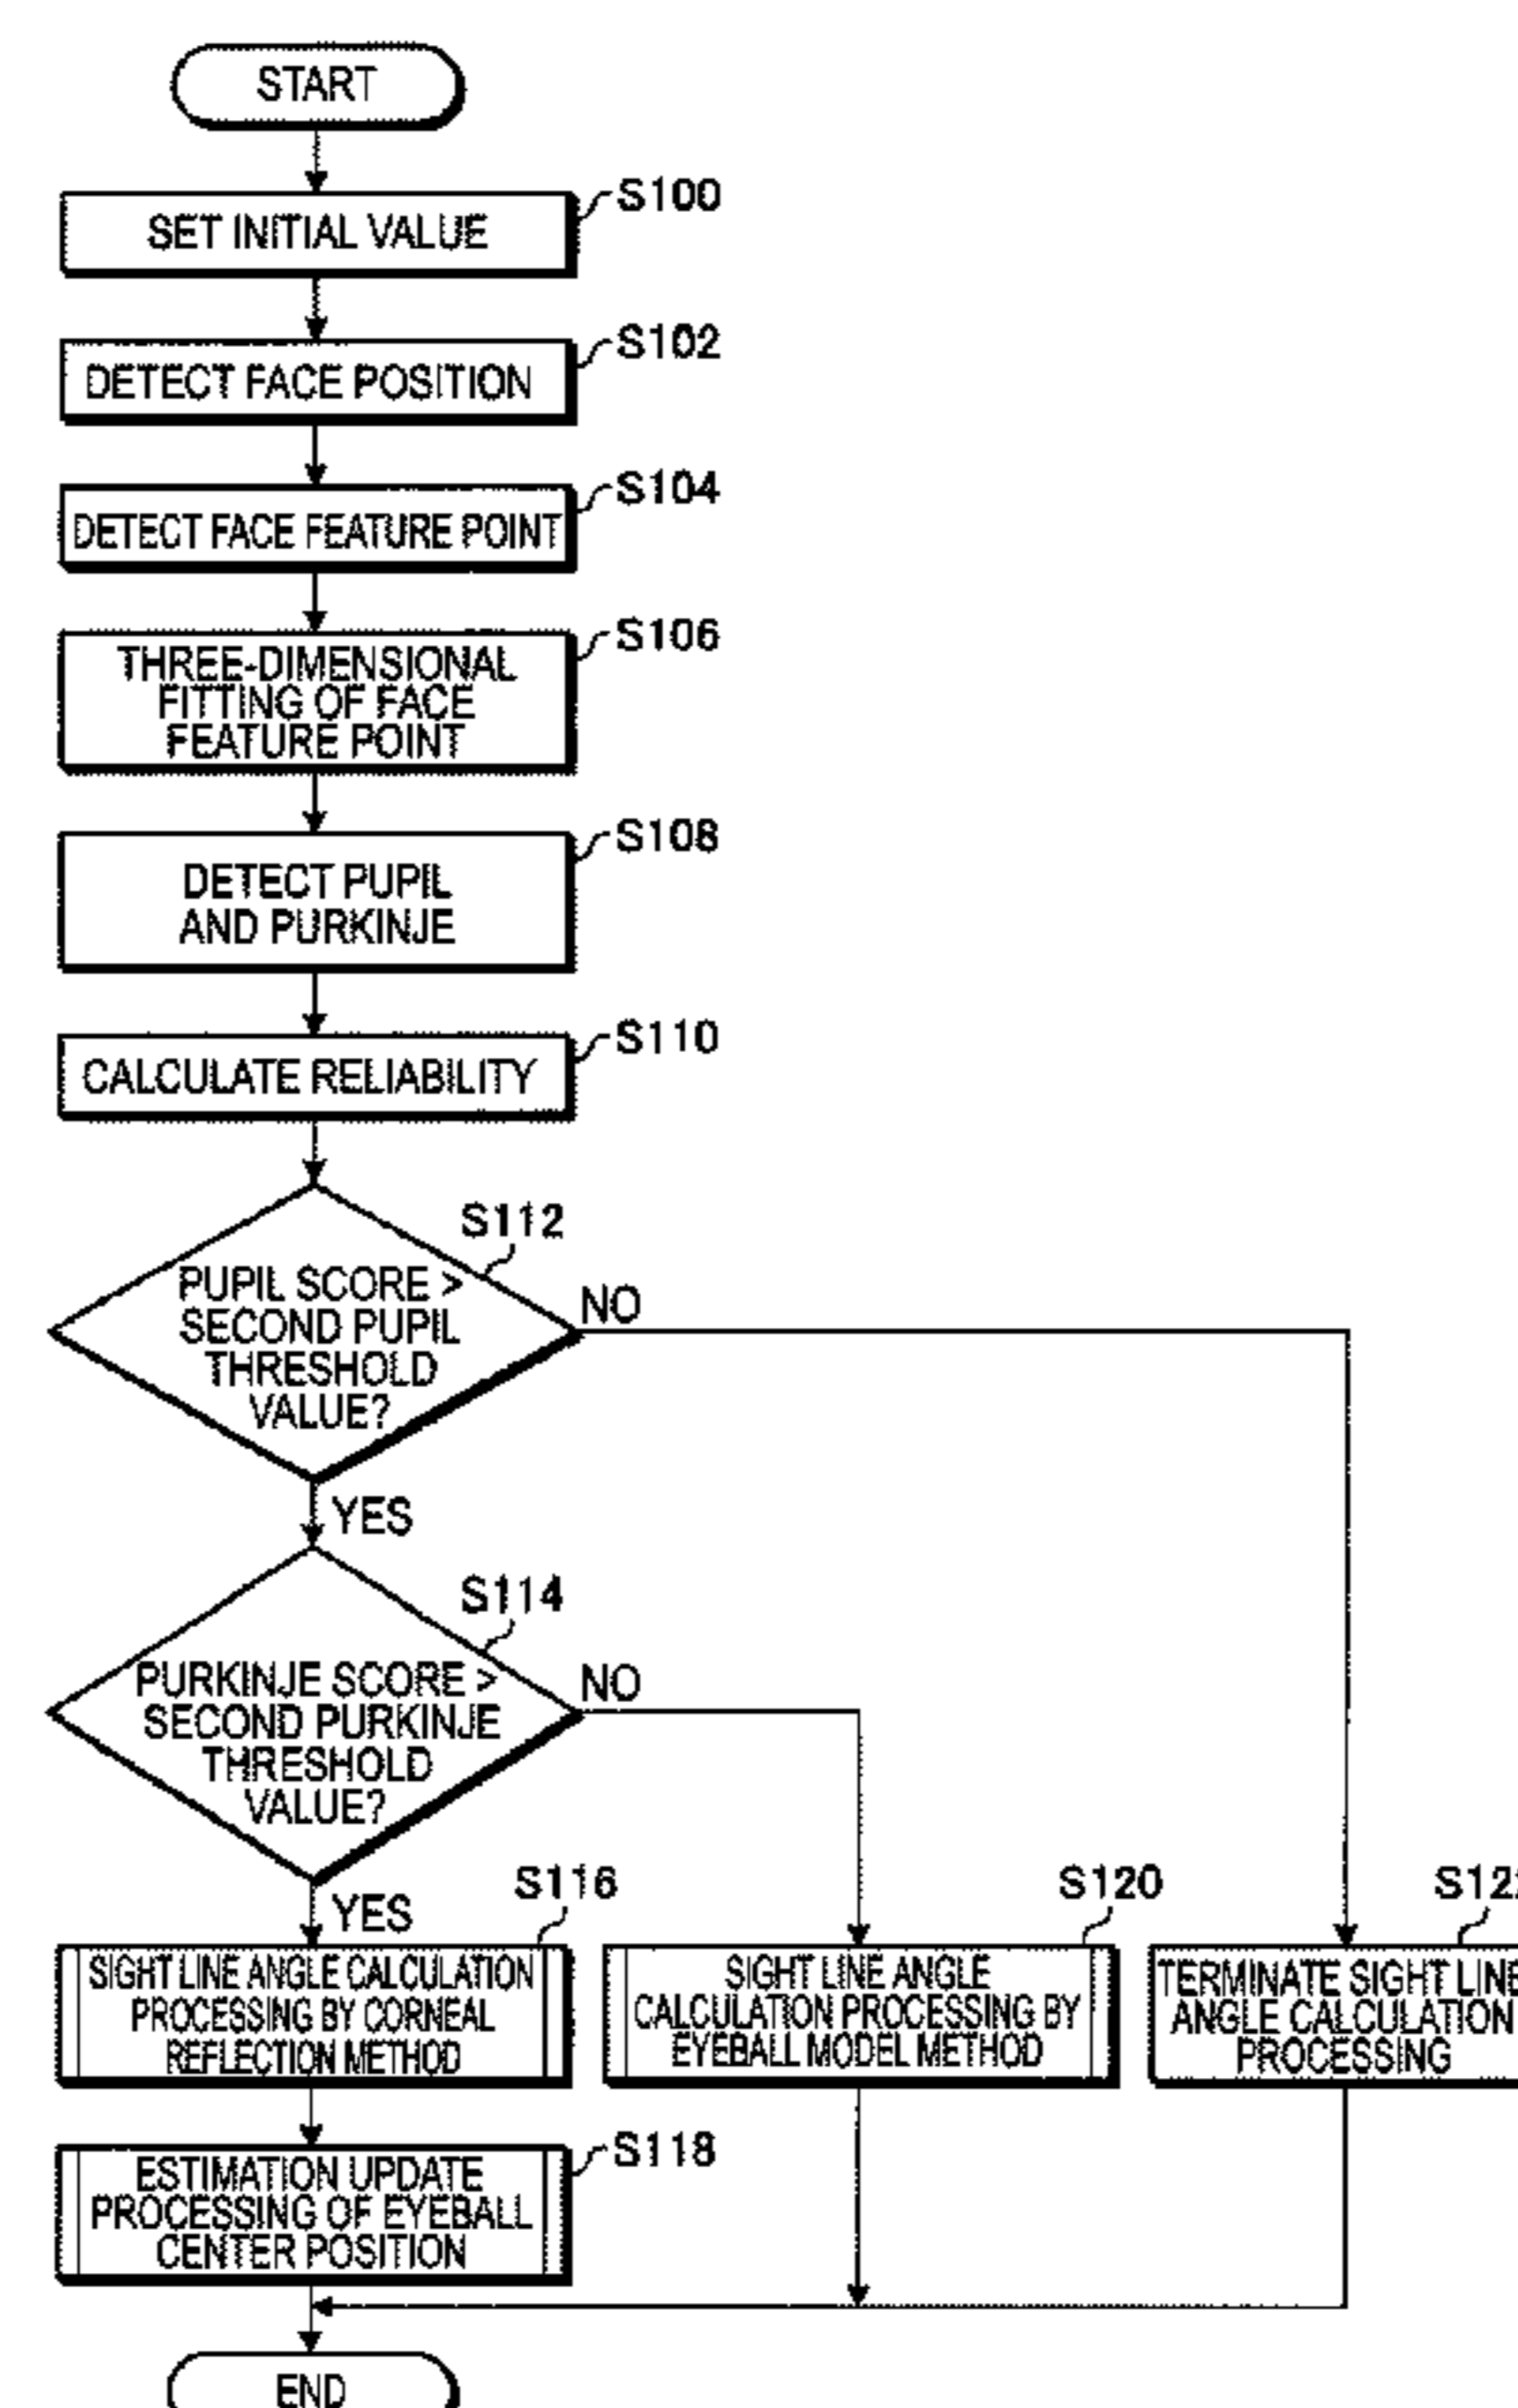 START
S100
SET INITIAL VALUE
S102
DETECT FACE POSITION
S104
DETECT FACE FEATURE POINT
S106
THREE-DIMENSIONAL
FITTING OF FACE
FEATURE POINT
S108
DETECT PUPIL
AND PURKINJE
S110
CALCULATE RELIABILITY
S112
PUPIL SCORE >
SECOND PUPIL
THRESHOLD
VALUE?
NO
YES
S114
PURKINJE SCORE >
SECOND PURKINJE
THRESHOLD
VALUE?
NO
YES
S116
SIGHT LINE ANGLE CALCULATION
PROCESSING BY CORNEAL
REFLECTION METHOD
S120
SIGHT LINE ANGLE
CALCULATION PROCESSING BY
EYEBALL MODEL METHOD
S122
TERMINATE SIGHT LINE
ANGLE CALCULATION
PROCESSING
S118
ESTIMATION UPDATE
PROCESSING OF EYEBALL
CENTER POSITION
END